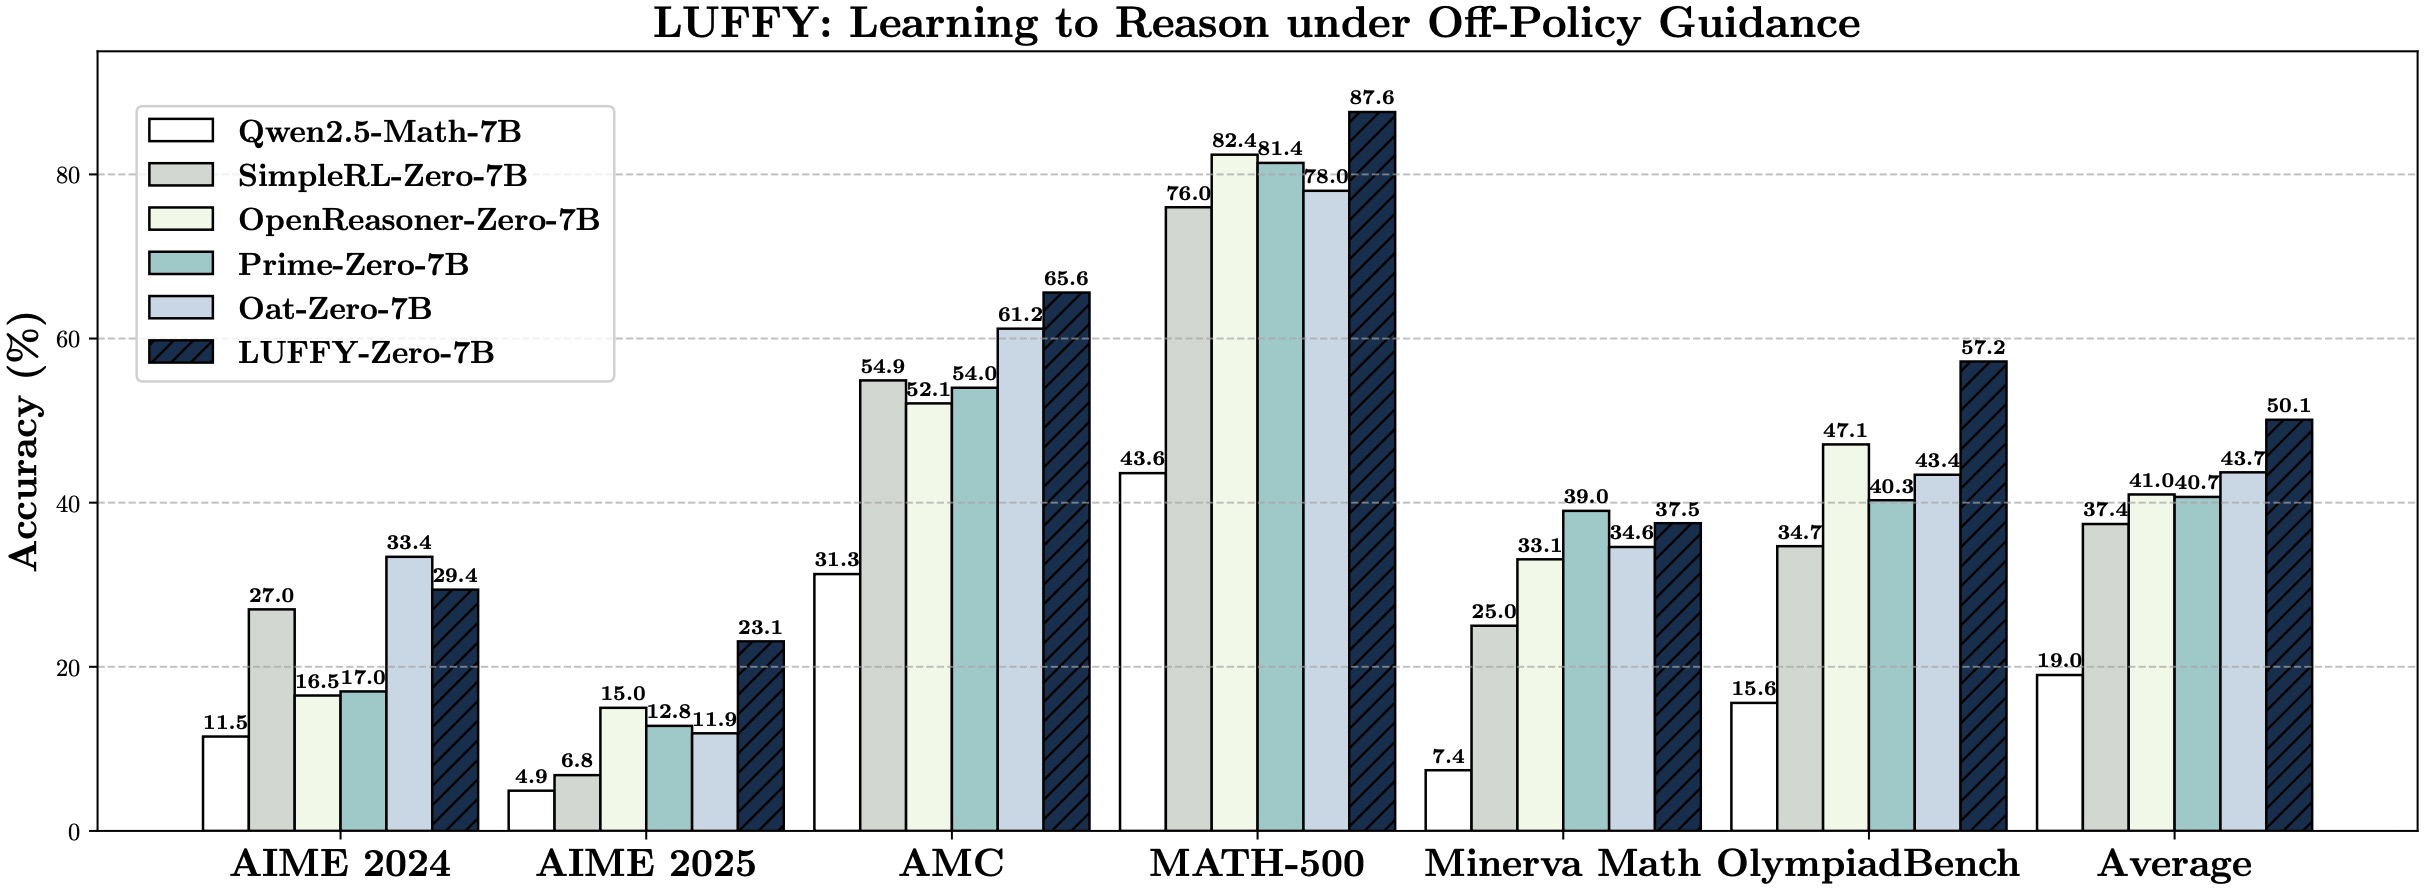 LUFFY: Learning to Reason under Off-Policy Guidance
Accuracy (%)
80
60
40
20
0
Qwen2.5-Math-7B
SimpleRL-Zero-7B
OpenReasoner-Zero-7B
Prime-Zero-7B
Oat-Zero-7B
LUFFY-Zero-7B
11.5 27.0 16.5 17.0 33.4 29.4
4.9 6.8 15.0 12.8 11.9 23.1
31.3 54.9 52.1 54.0 61.2 65.6
43.6 76.0 82.4 81.4 78.0 87.6
7.4 25.0 33.1 39.0 34.6 37.5
15.6 34.7 47.1 40.3 43.4 57.2
19.0 37.4 41.0 40.7 43.7 50.1
AIME 2024 AIME 2025 AMC MATH-500 Minerva Math OlympiadBench Average